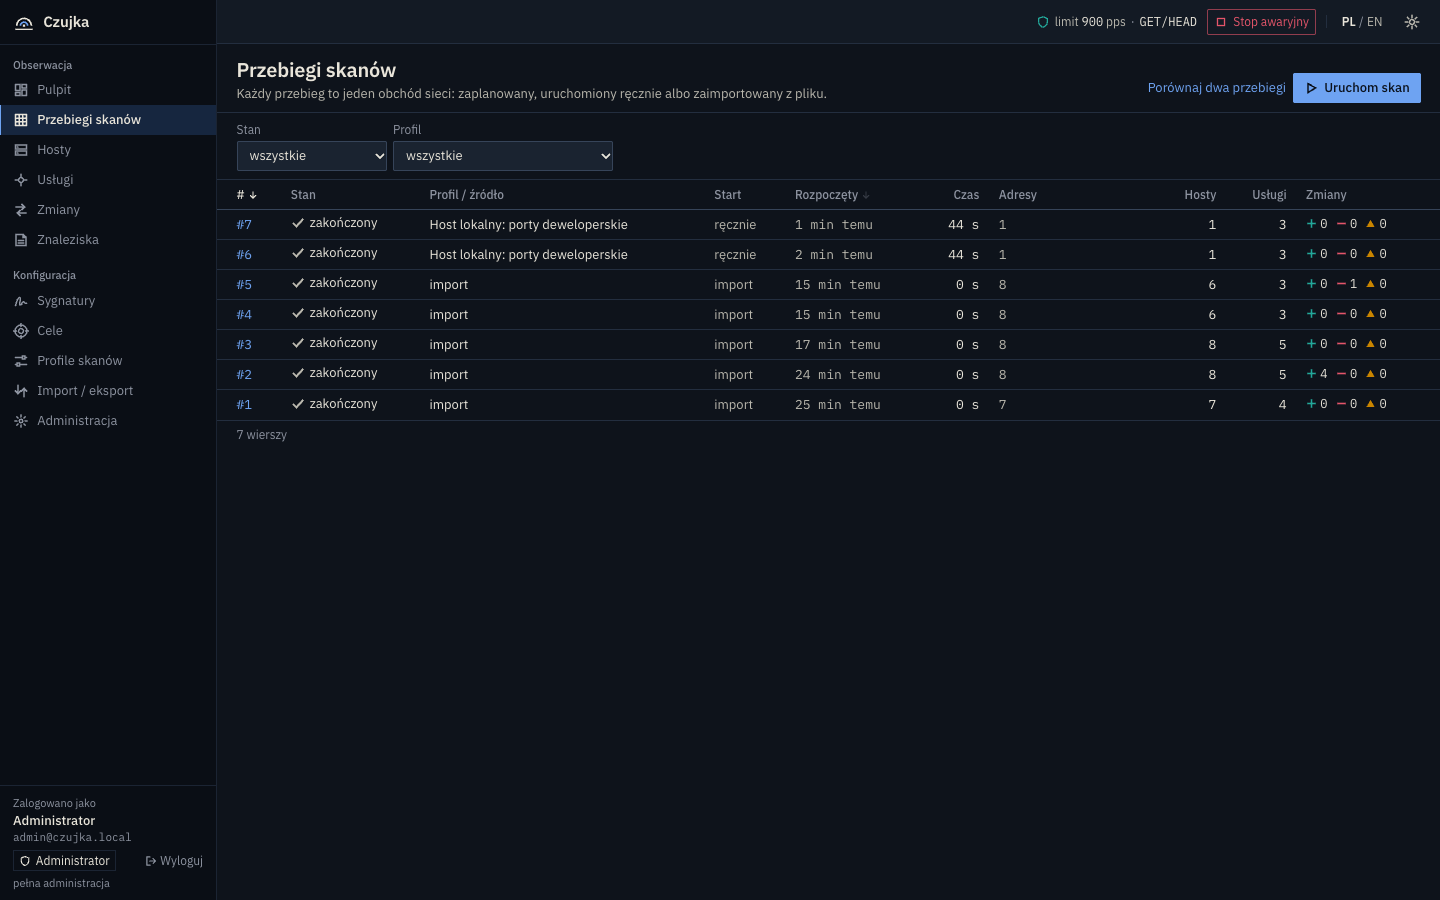 Czujka
limit 900 pps · GET/HEAD
Stop awaryjny
PL / EN
Obserwacja
Pulpit
Przebiegi skanów
Hosty
Usługi
Zmiany
Znaleziska
Konfiguracja
Sygnatury
Cele
Profile skanów
Import / eksport
Administracja
Zalogowano jako
Administrator
admin@czujka.local
Administrator Wyloguj
pełna administracja
Przebiegi skanów
Każdy przebieg to jeden obchód sieci: zaplanowany, uruchomiony ręcznie albo zaimportowany z pliku.
Porównaj dwa przebiegi Uruchom skan
Stan Profil
wszystkie wszystkie
# ↓ Stan Profil / źródło Start Rozpoczęty ↓ Czas Adresy Hosty Usługi Zmiany
#7 zakończony Host lokalny: porty deweloperskie ręcznie 1 min temu 44 s 1 1 3 + 0 − 0 ▲ 0
#6 zakończony Host lokalny: porty deweloperskie ręcznie 2 min temu 44 s 1 1 3 + 0 − 0 ▲ 0
#5 zakończony import import 15 min temu 0 s 8 6 3 + 0 − 1 ▲ 0
#4 zakończony import import 15 min temu 0 s 8 6 3 + 0 − 0 ▲ 0
#3 zakończony import import 17 min temu 0 s 8 8 5 + 0 − 0 ▲ 0
#2 zakończony import import 24 min temu 0 s 8 8 5 + 4 − 0 ▲ 0
#1 zakończony import import 25 min temu 0 s 7 7 4 + 0 − 0 ▲ 0
7 wierszy